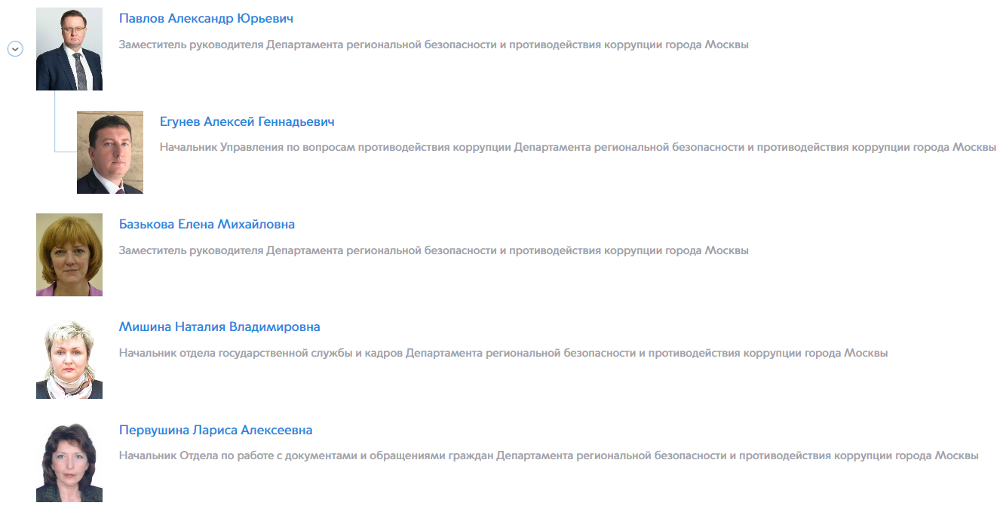 Павлов Александр Юрьевич
Заместитель руководителя Департамента региональной безопасности и противодействия коррупции города Москвы
Егунев Алексей Геннадьевич
Начальник Управления по вопросам противодействия коррупции Департамента региональной безопасности и противодействия коррупции города Москвы
Базькова Елена Михайловна
Заместитель руководителя Департамента региональной безопасности и противодействия коррупции города Москвы
Мишина Наталия Владимировна
Начальник отдела государственной службы и кадров Департамента региональной безопасности и противодействия коррупции города Москвы
Первушина Лариса Алексеевна
Начальник Отдела по работе с документами и обращениями граждан Департамента региональной безопасности и противодействия коррупции города Москвы